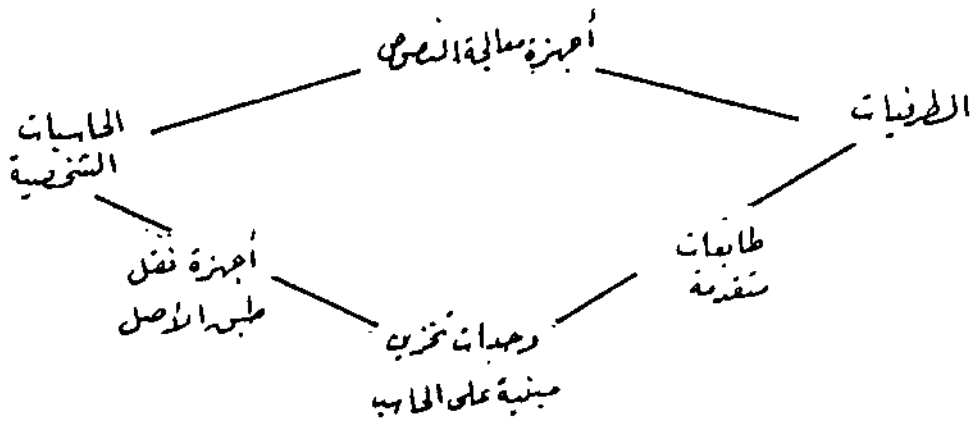 أجهزة معالجة النصوص
الطرفيات
الحاسبات
الشخصية
طابعات
متقدمة
أجهزة نقل
طبق الأصل
وحدات تخزين
مبنية على الحاسب